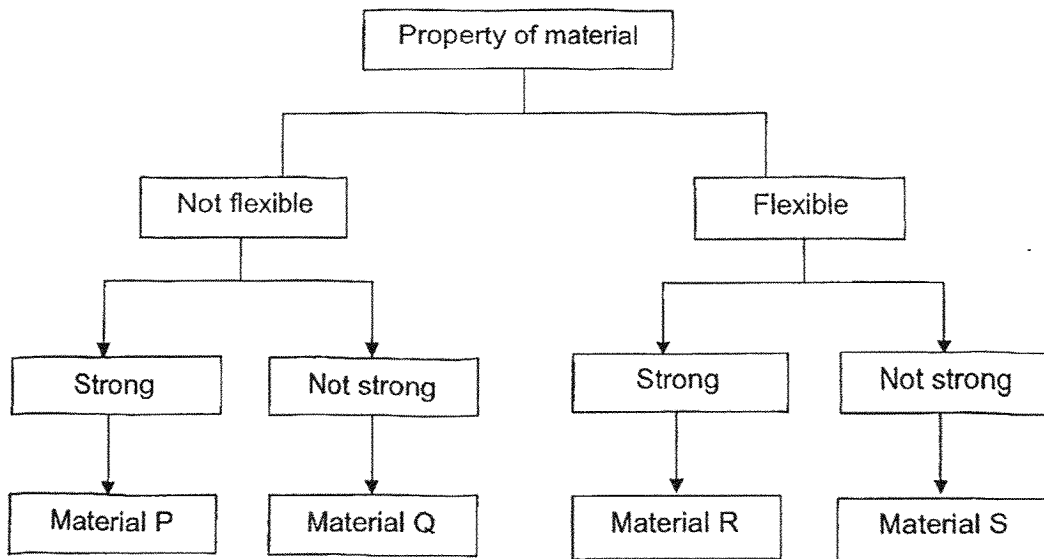 Property of material
Not flexible
Flexible
Strong
Not strong
Strong
Not strong
Material P
Material Q
Material R
Material S